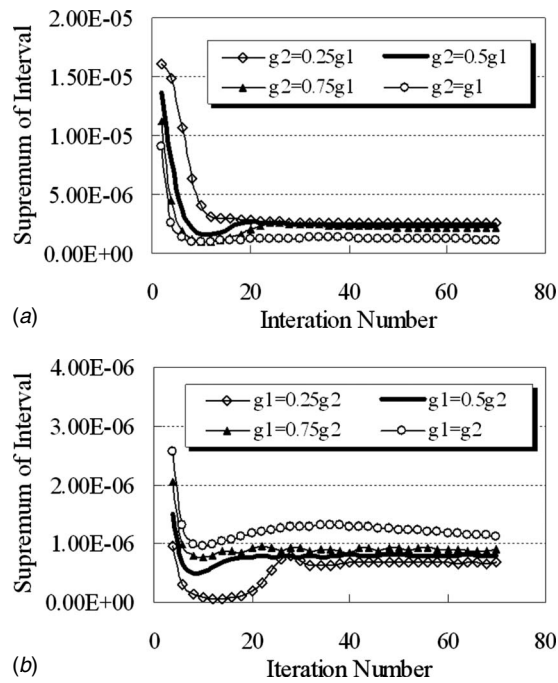 2.00E-05
g2=0.25g1 g2=0.5g1
g2=0.75g1 g2=g1
1.50E-05
1.00E-05
5.00E-06
0.00E+00
Supremum of Interval
0 20 40 60 80
Interation Number
(a)
4.00E-06
g1=0.25g2 g1=0.5g2
g1=0.75g2 g1=g2
3.00E-06
2.00E-06
1.00E-06
0.00E+00
Supremum of Interval
0 20 40 60 80
Iteration Number
(b)